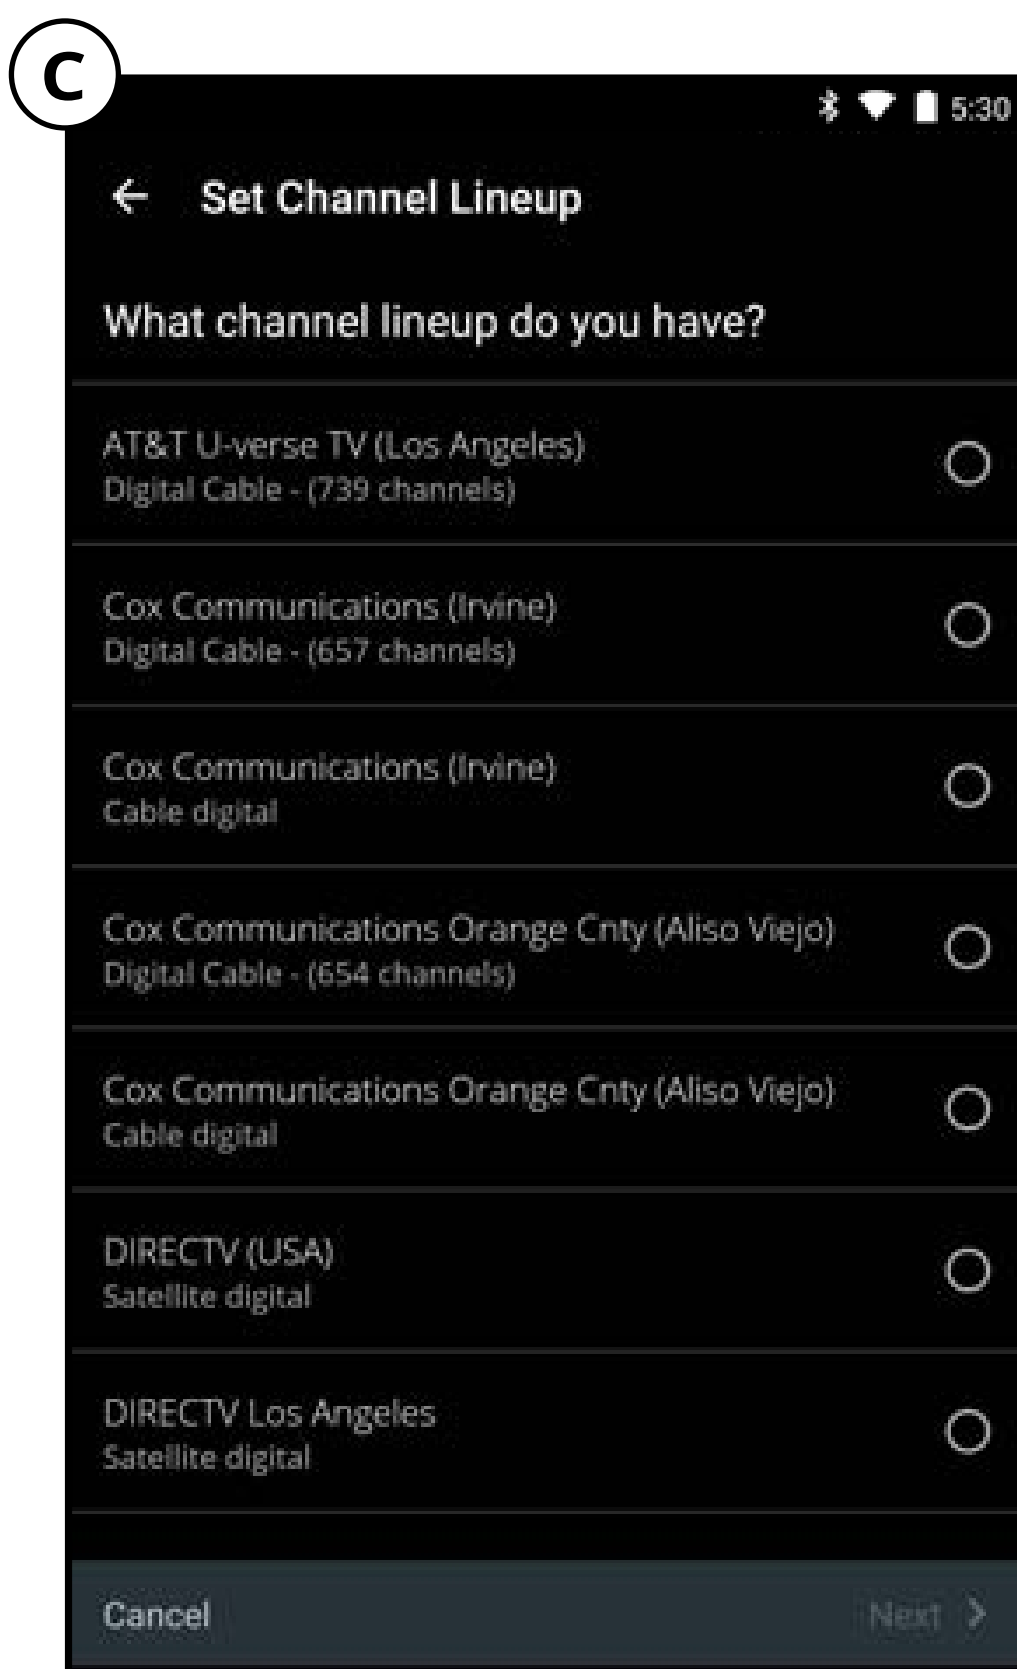 C
5:30
Set Channel Lineup
What channel lineup do you have?
AT&T U-verse TV (Los Angeles)
Digital Cable - (739 channels)
Cox Communications (Irvine)
Digital Cable - (657 channels)
Cox Communications (Irvine)
Cable digital
Cox Communications Orange Cnty (Aliso Viejo)
Digital Cable - (654 channels)
Cox Communications Orange Cnty (Aliso Viejo)
Cable digital
DIRECTV (USA)
Satellite digital
DIRECTV Los Angeles
Satellite digital
Cancel Next